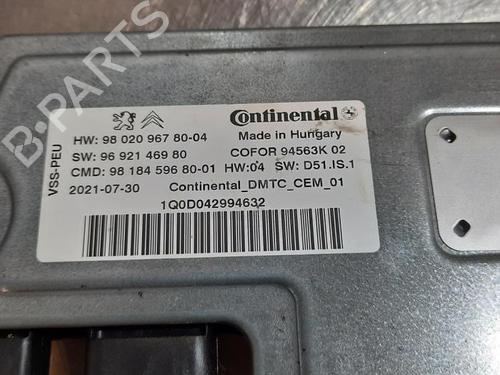 Continental
HW: 98 020 967 80-04
Made in Hungary
SW: 96 921 469 80
COFOR 94563K 02
CMD: 98 184 596 80-01 HW:04 SW: D51.IS.1
2021-07-30 Continental_DMTC_CEM_01
1Q0D042994632
VSS-PEU
B-PARTS